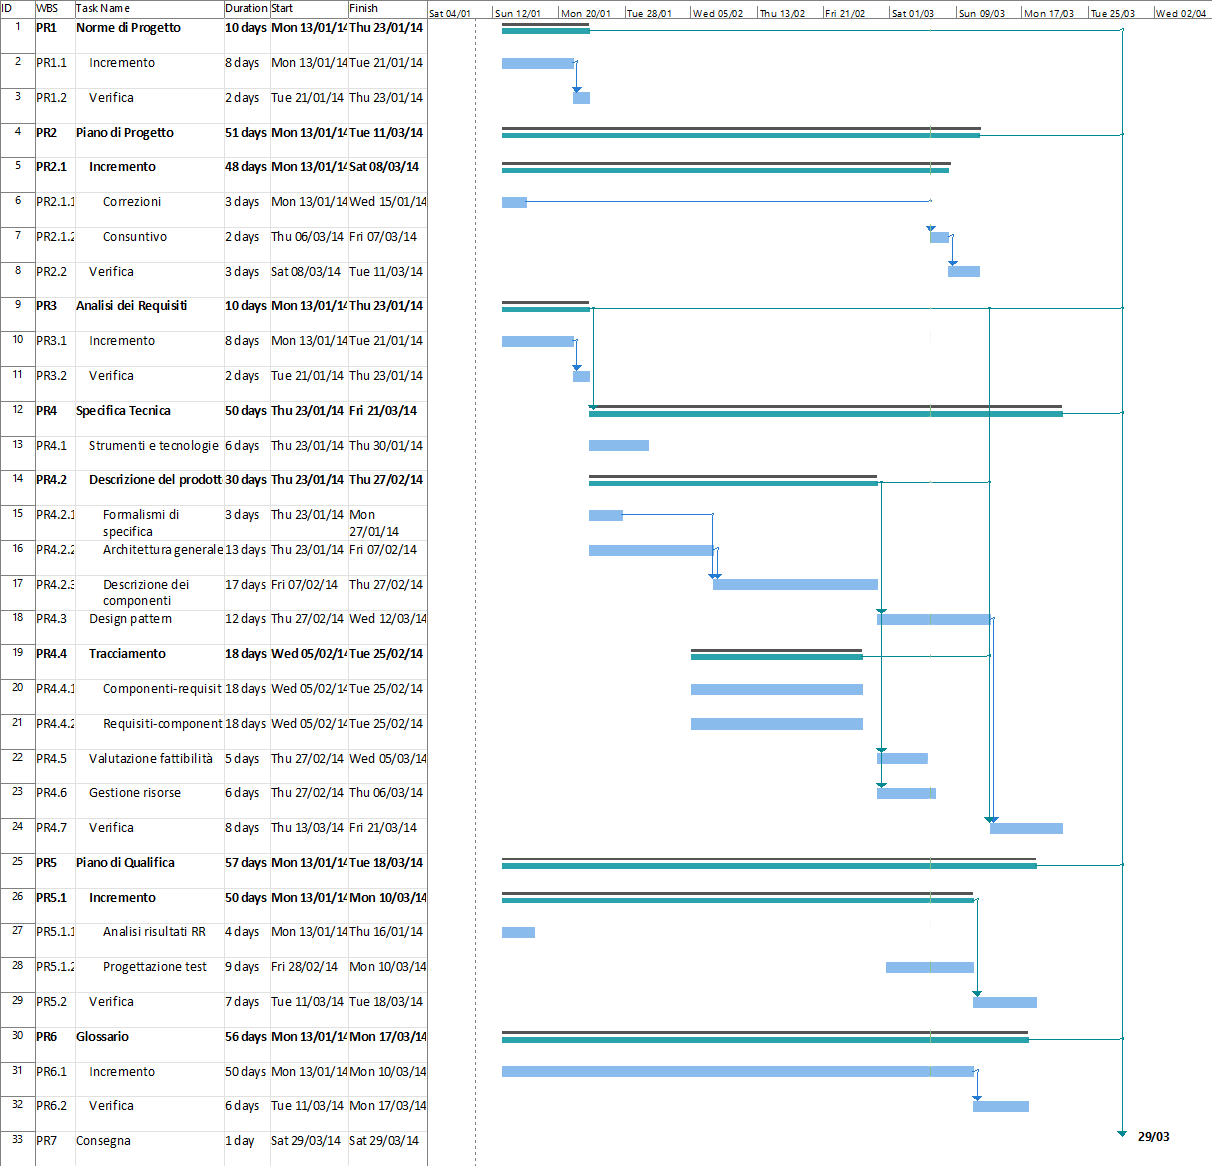 ID WBS Task Name Duration Start Finish Sat 04/01 Sun 12/01 Mon 20/01 Tue 28/01 Wed 05/02 Thu 13/02 Fri 21/02 Sat 01/03 Sun 09/03 Mon 17/03 Tue 25/03 Wed 02/04
1 PR1 Norme di Progetto 10 days Mon 13/01/14 Thu 23/01/14
2 PR1.1 Incremento 8 days Mon 13/01/14 Tue 21/01/14
3 PR1.2 Verifica 2 days Tue 21/01/14 Thu 23/01/14
4 PR2 Piano di Progetto 51 days Mon 13/01/14 Tue 11/03/14
5 PR2.1 Incremento 48 days Mon 13/01/14 Sat 08/03/14
6 PR2.1.1 Correzioni 3 days Mon 13/01/14 Wed 15/01/14
7 PR2.1.2 Consuntivo 2 days Thu 06/03/14 Fri 07/03/14
8 PR2.2 Verifica 3 days Sat 08/03/14 Tue 11/03/14
9 PR3 Analisi dei Requisiti 10 days Mon 13/01/14 Thu 23/01/14
10 PR3.1 Incremento 8 days Mon 13/01/14 Tue 21/01/14
11 PR3.2 Verifica 2 days Tue 21/01/14 Thu 23/01/14
12 PR4 Specifica Tecnica 50 days Thu 23/01/14 Fri 21/03/14
13 PR4.1 Strumenti e tecnologie 6 days Thu 23/01/14 Thu 30/01/14
14 PR4.2 Descrizione del prodott 30 days Thu 23/01/14 Thu 27/02/14
15 PR4.2.1 Formalismi di 3 days Thu 23/01/14 Mon
specifica 27/01/14
16 PR4.2.2 Architettura generale 13 days Thu 23/01/14 Fri 07/02/14
17 PR4.2.3 Descrizione dei 17 days Fri 07/02/14 Thu 27/02/14
componenti
18 PR4.3 Design pattern 12 days Thu 27/02/14 Wed 12/03/14
19 PR4.4 Tracciamento 18 days Wed 05/02/14 Tue 25/02/14
20 PR4.4.1 Componenti-requisit 18 days Wed 05/02/14 Tue 25/02/14
21 PR4.4.2 Requisiti-component 18 days Wed 05/02/14 Tue 25/02/14
22 PR4.5 Valutazione fattibilità 5 days Thu 27/02/14 Wed 05/03/14
23 PR4.6 Gestione risorse 6 days Thu 27/02/14 Thu 06/03/14
24 PR4.7 Verifica 8 days Thu 13/03/14 Fri 21/03/14
25 PR5 Piano di Qualifica 57 days Mon 13/01/14 Tue 18/03/14
26 PR5.1 Incremento 50 days Mon 13/01/14 Mon 10/03/14
27 PR5.1.1 Analisi risultati RR 4 days Mon 13/01/14 Thu 16/01/14
28 PR5.1.2 Progettazione test 9 days Fri 28/02/14 Mon 10/03/14
29 PR5.2 Verifica 7 days Tue 11/03/14 Tue 18/03/14
30 PR6 Glossario 56 days Mon 13/01/14 Mon 17/03/14
31 PR6.1 Incremento 50 days Mon 13/01/14 Mon 10/03/14
32 PR6.2 Verifica 6 days Tue 11/03/14 Mon 17/03/14
33 PR7 Consegna 1 day Sat 29/03/14 Sat 29/03/14 29/03